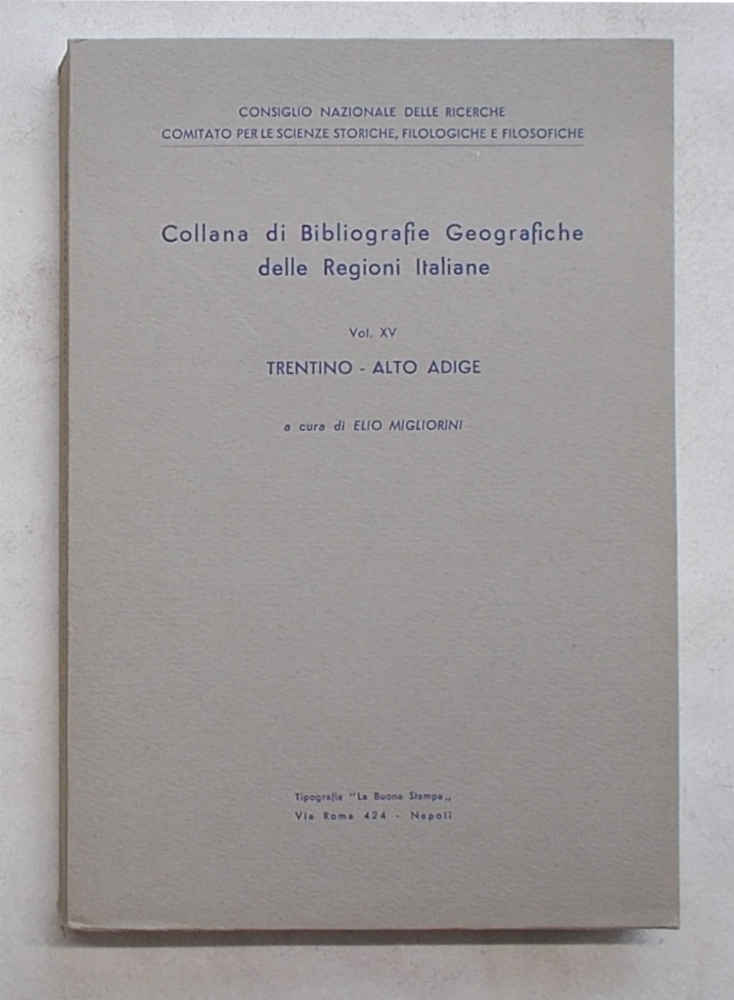 CONSIGLIO NAZIONALE DELLE RICERCHE
COMITATO PER LE SCIENZE STORICHE, FILOLOGICHE E FILOSOFICHE
Collana di Bibliografie Geografiche
delle Regioni Italiane
Vol. XV
TRENTINO - ALTO ADIGE
a cura di ELIO MIGLIORINI
Tipografia "La Buona Stampa„
Via Roma 424 - Napoli